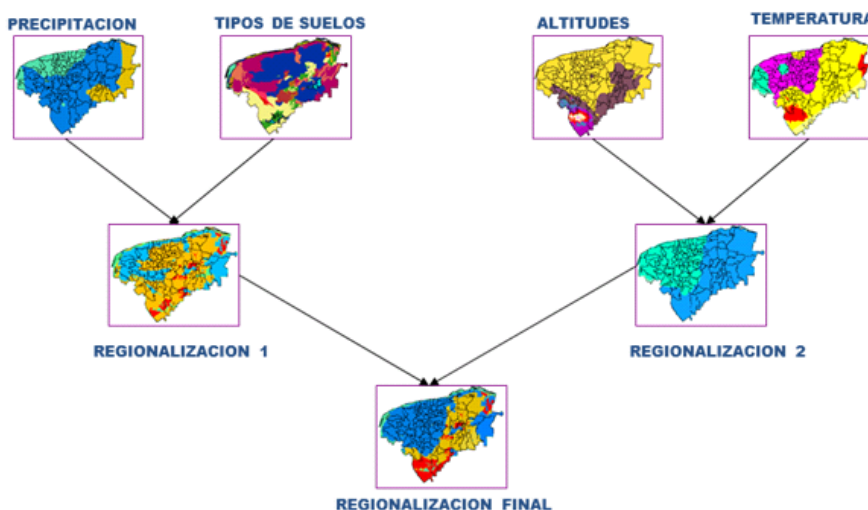 PRECIPITACION
TIPOS DE SUELOS
ALTITUDES
TEMPERATURA
REGIONALIZACION 1
REGIONALIZACION 2
REGIONALIZACION FINAL